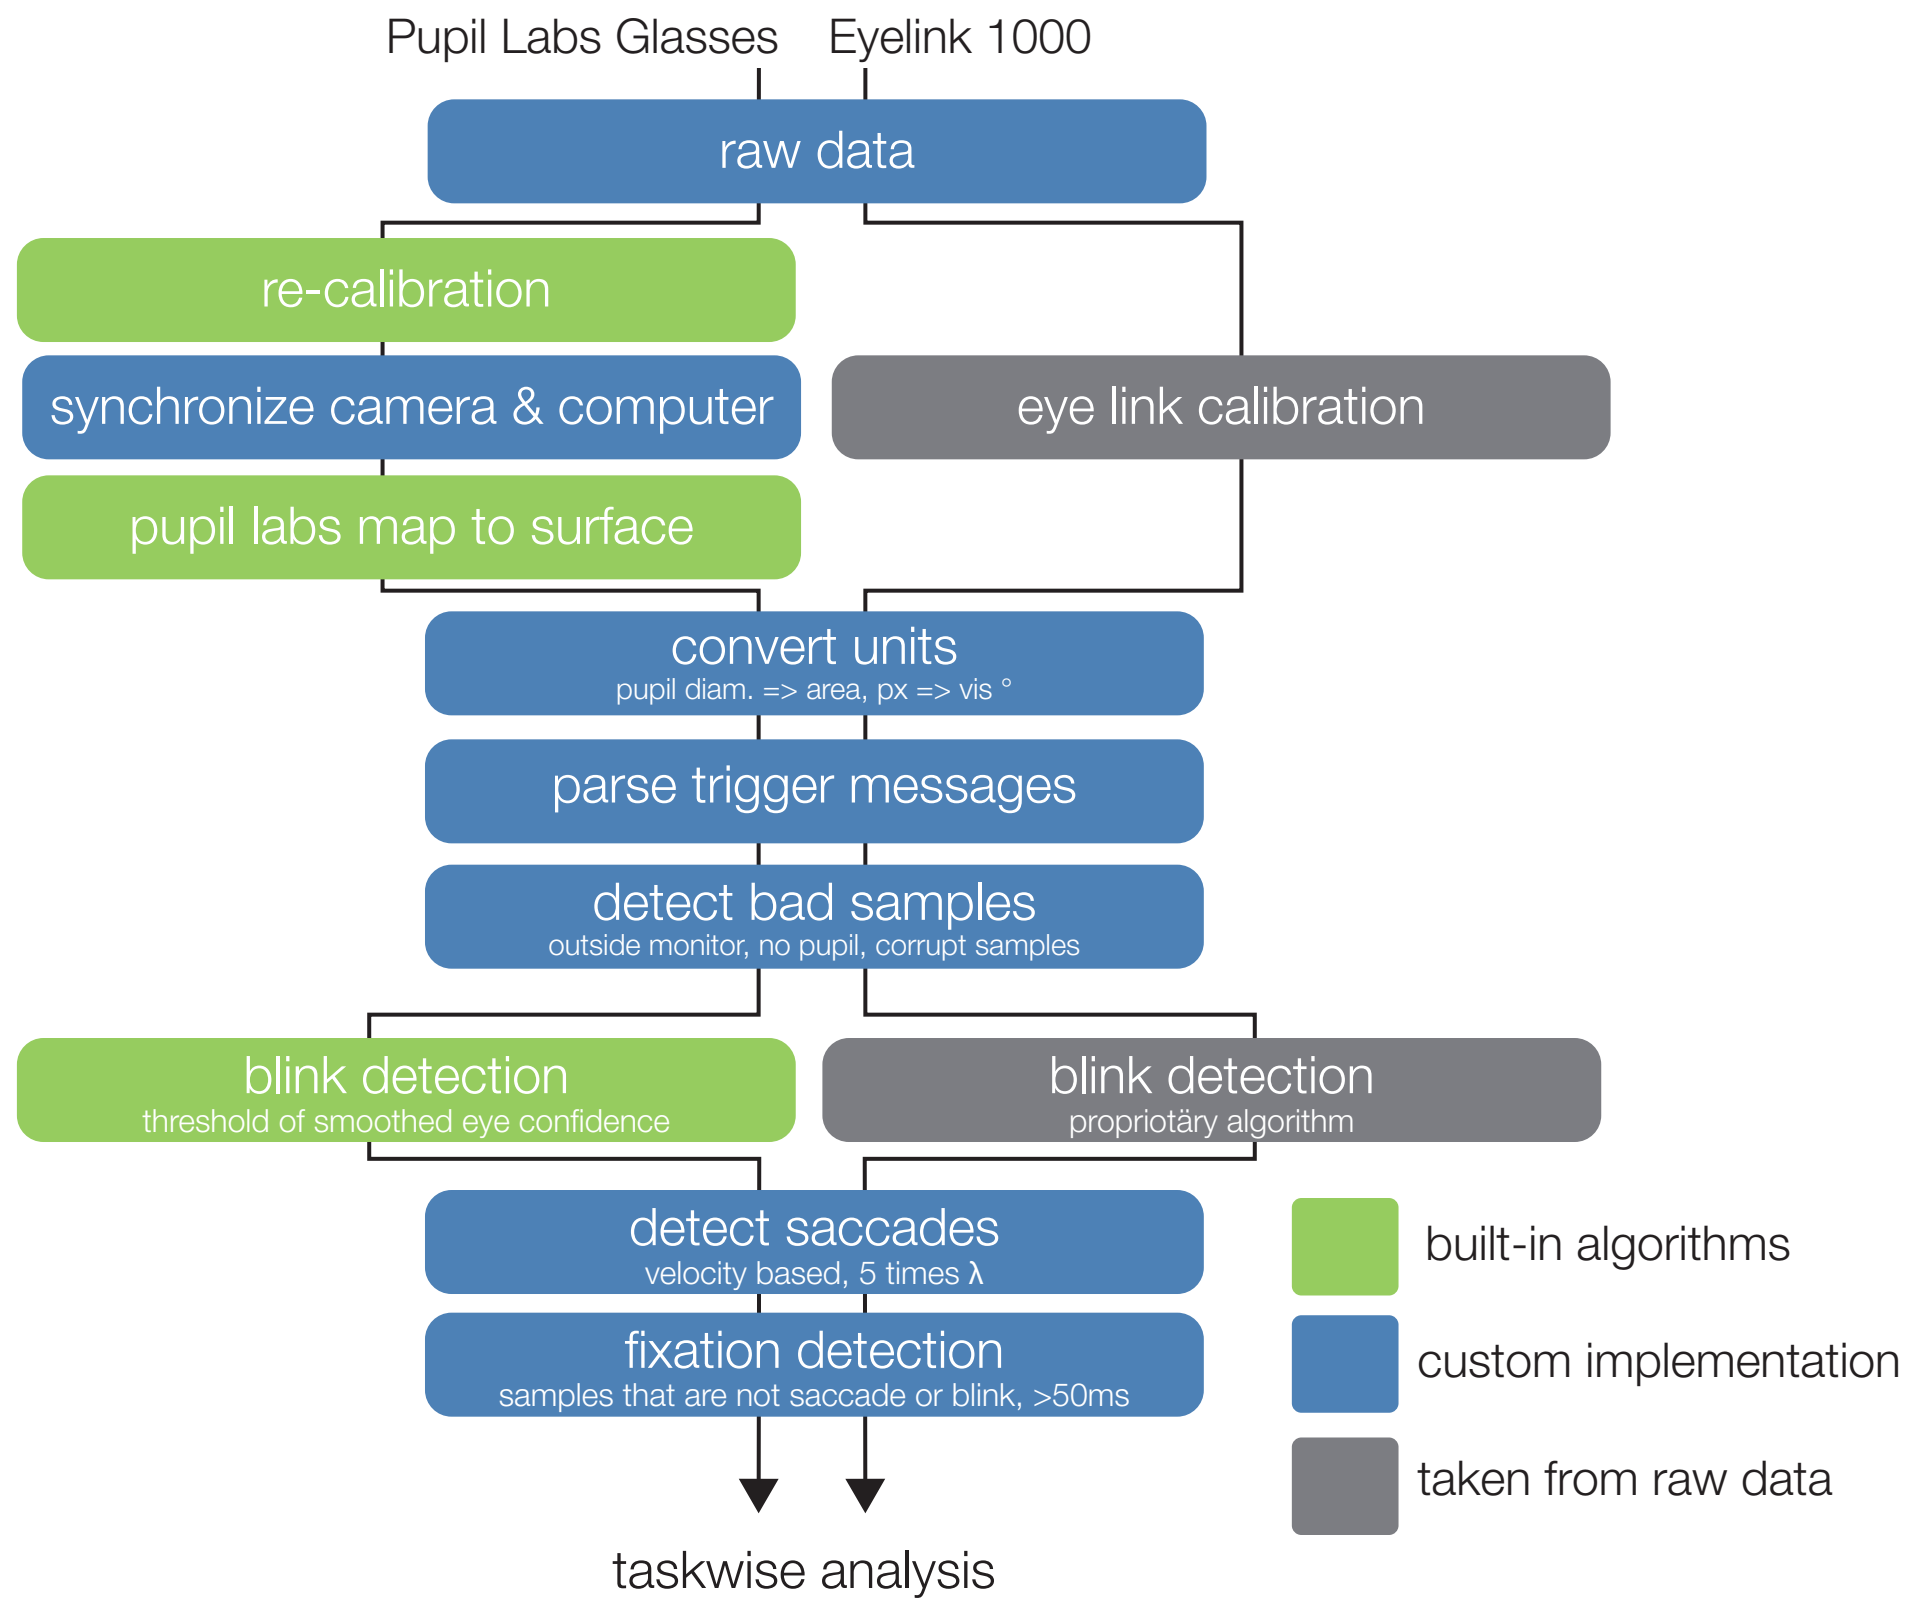 Pupil Labs Glasses
Eyelink 1000
raw data
re-calibration
synchronize camera & computer
eye link calibration
pupil labs map to surface
convert units
pupil diam. => area, px => vis °
parse trigger messages
detect bad samples
outside monitor, no pupil, corrupt samples
blink detection
threshold of smoothed eye confidence
blink detection
propriotäry algorithm
detect saccades
velocity based, 5 times λ
fixation detection
samples that are not saccade or blink, >50ms
taskwise analysis
built-in algorithms
custom implementation
taken from raw data